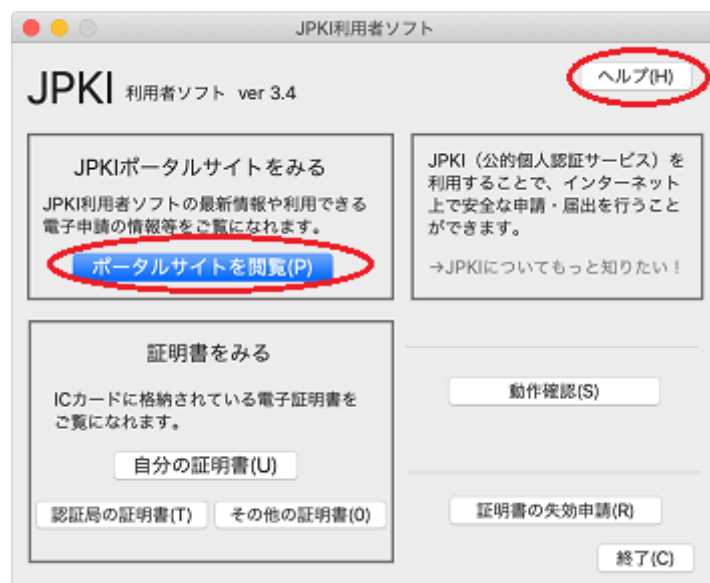 JPKI利用者ソフト
JPKI 利用者ソフト ver 3.4
ヘルプ(H)
JPKIポータルサイトをみる
JPKI利用者ソフトの最新情報や利用できる
電子申請の情報等をご覧になれます。
ポータルサイトを閲覧(P)
JPKI（公的個人認証サービス）を
利用することで、インターネット
上で安全な申請・届出を行うこと
ができます。
→JPKIについてもっと知りたい！
証明書をみる
ICカードに格納されている電子証明書を
ご覧になれます。
自分の証明書(U)
認証局の証明書(T)
その他の証明書(0)
動作確認(S)
証明書の失効申請(R)
終了(C)